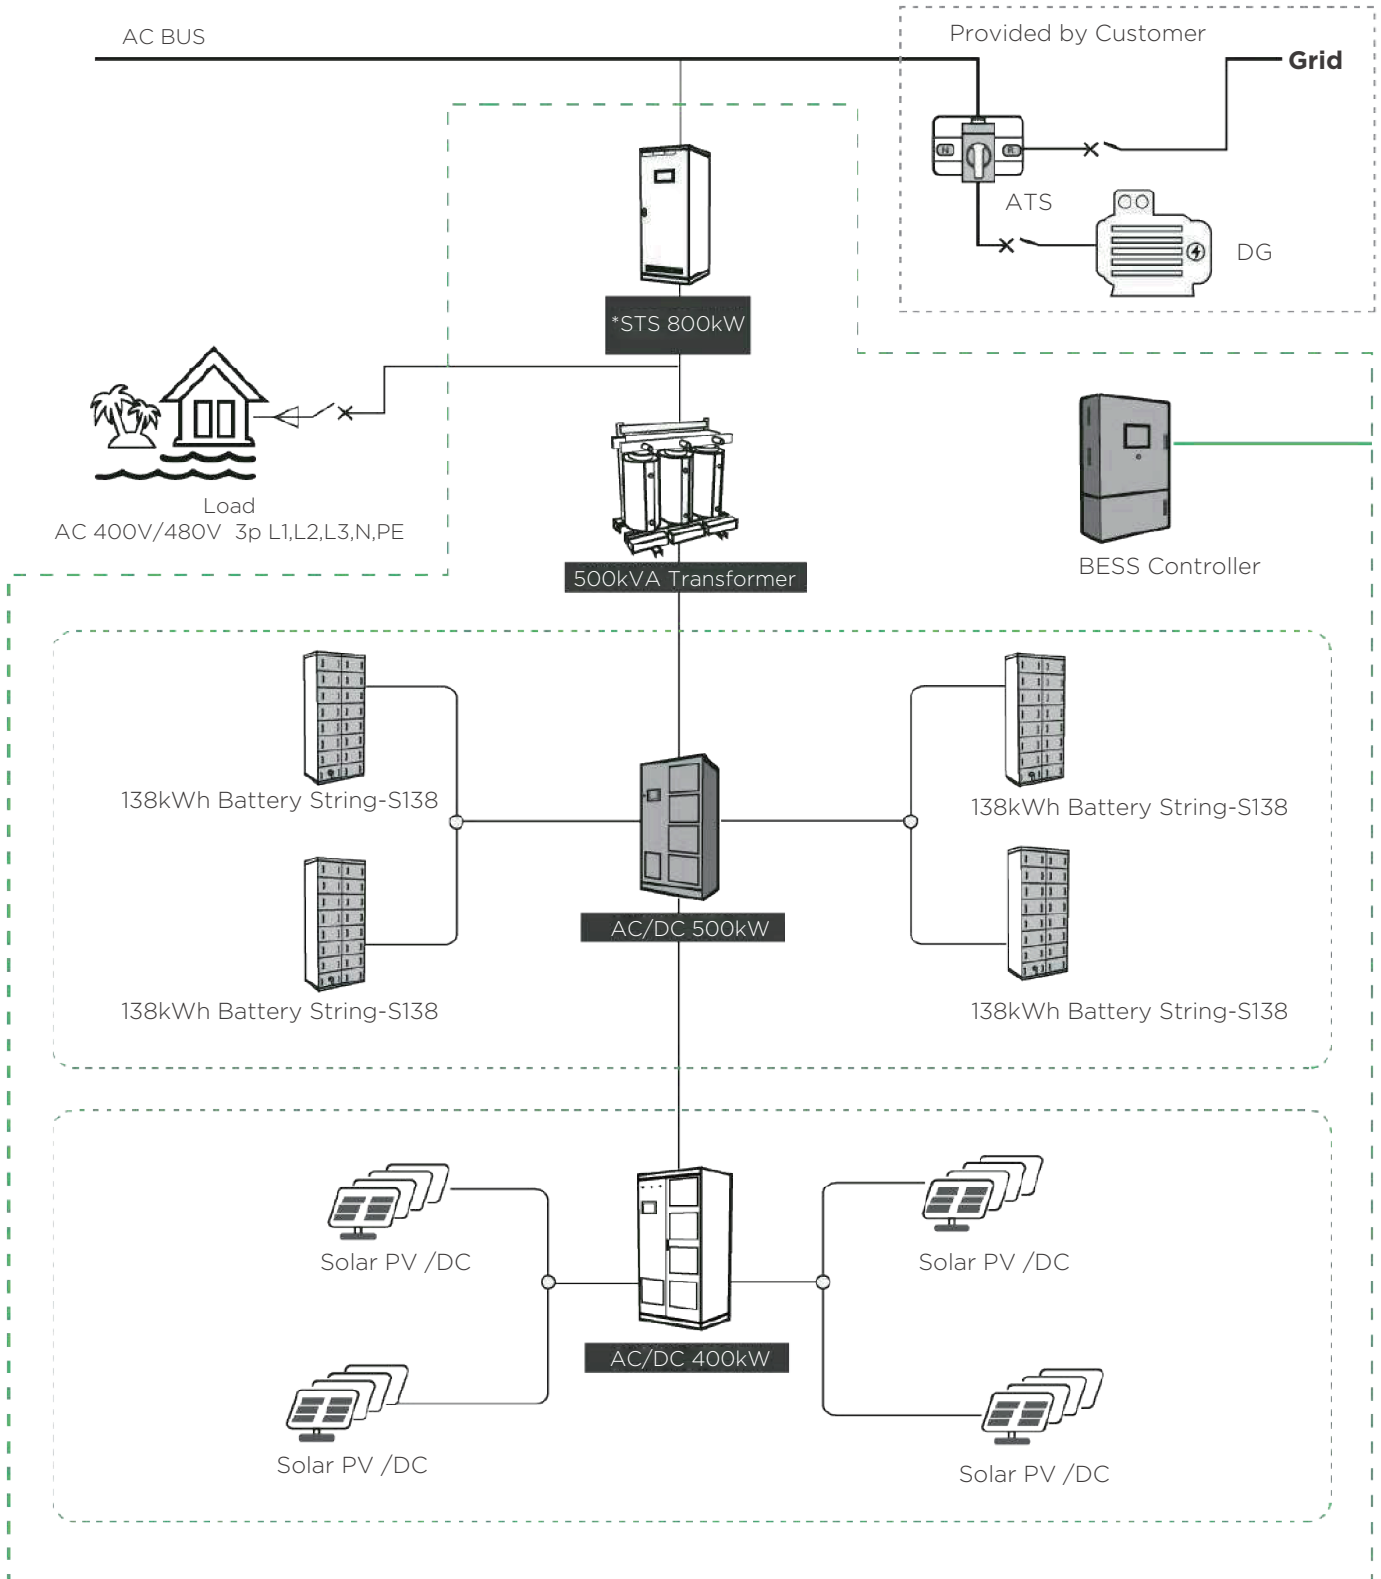 AC BUS
Provided by Customer
Grid
N
R
ATS
DG
*STS 800kW
Load
AC 400V/480V 3p L1,L2,L3,N,PE
500kVA Transformer
BESS Controller
138kWh Battery String-S138
138kWh Battery String-S138
AC/DC 500kW
138kWh Battery String-S138
138kWh Battery String-S138
Solar PV /DC
Solar PV /DC
AC/DC 400kW
Solar PV /DC
Solar PV /DC